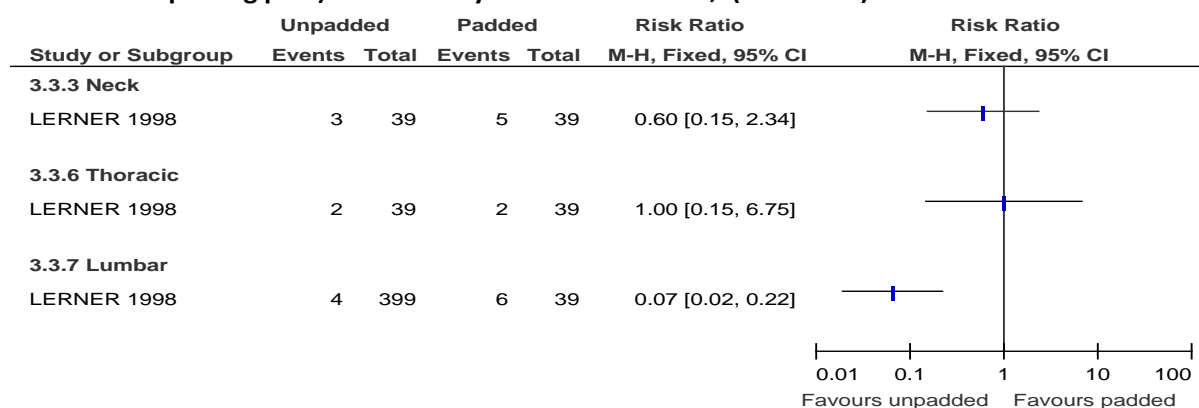 Unpadded Padded Risk Ratio Risk Ratio
Study or Subgroup Events Total Events Total M-H, Fixed, 95% CI M-H, Fixed, 95% CI
3.3.3 Neck
LERNER 1998 3 39 5 39 0.60 [0.15, 2.34]
3.3.6 Thoracic
LERNER 1998 2 39 2 39 1.00 [0.15, 6.75]
3.3.7 Lumbar
LERNER 1998 4 399 6 39 0.07 [0.02, 0.22]
0.01 0.1 1 10 100
Favours unpadded Favours padded